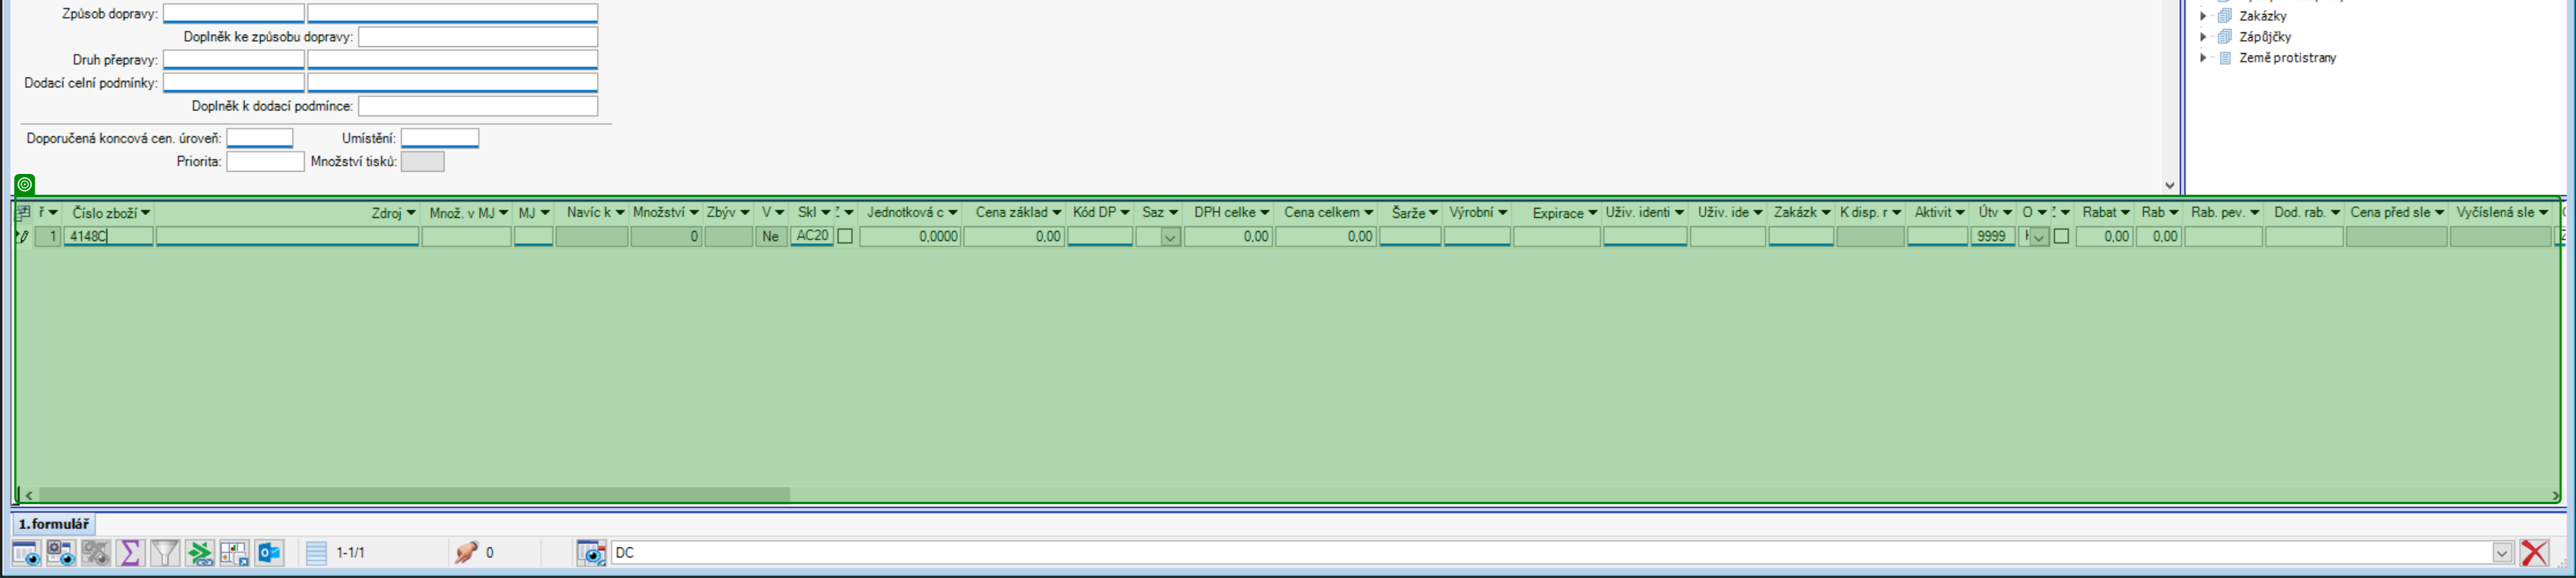 Způsob dopravy:
Doplněk ke způsobu dopravy:
Druh přepravy:
Dodací celní podmínky:
Doplněk k dodací podmínce:
Doporučená koncová cen. úroveň: Umístění:
Priorita: Množství tisků:
Zakázky
Zápůjčky
Země protistrany
ř Číslo zboží Zdroj Množ. v MJ MJ Navíc k Množství Zbýv V Skl Jednotková c Cena základ Kód DP Saz DPH celke Cena celkem Šarže Výrobní Expirace Uživ. identi Uživ. ide Zakázk K disp. r Aktivit Útv O Rabat Rab Rab. pev. Dod. rab. Cena před sle Vyčíslená sle
1 4148C 0 Ne AC20 0,0000 0,00 0,00 0,00 9999 0,00 0,00
1.formulář
1-1/1 0 DC